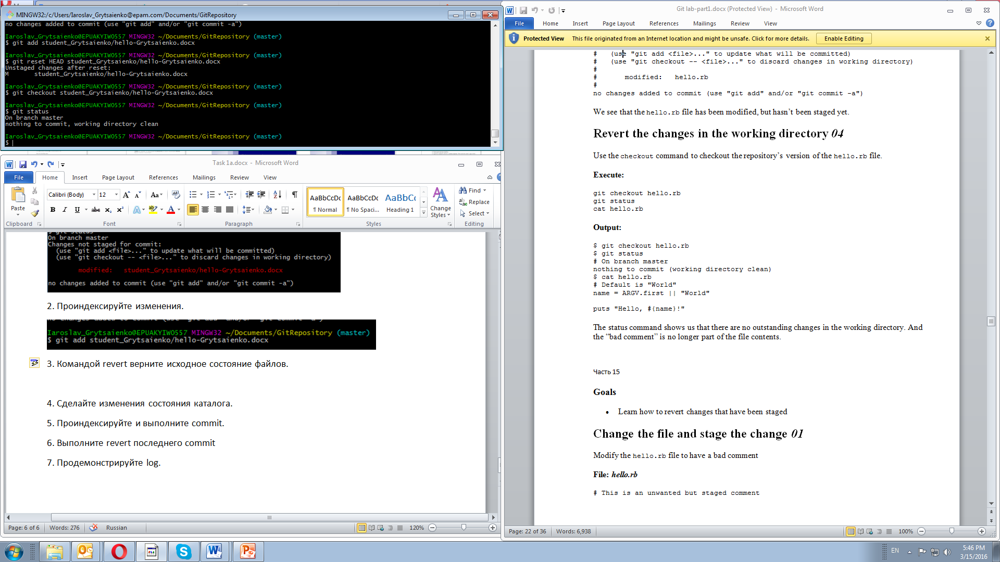 MINGW32:/c/Users/Iaroslav_Grytsaienko@epam.com/Documents/GitRepository
no changes added to commit (use "git add" and/or "git commit -a")
Iaroslav_Grytsaienko@EPUAKYIW0557 MINGW32 ~/Documents/GitRepository (master)
$ git add student_Grytsaienko/hello-Grytsaienko.docx
Iaroslav_Grytsaienko@EPUAKYIW0557 MINGW32 ~/Documents/GitRepository (master)
$ git reset HEAD student_Grytsaienko/hello-Grytsaienko.docx
Unstaged changes after reset:
M student_Grytsaienko/hello-Grytsaienko.docx
Iaroslav_Grytsaienko@EPUAKYIW0557 MINGW32 ~/Documents/GitRepository (master)
$ git checkout student_Grytsaienko/hello-Grytsaienko.docx
Iaroslav_Grytsaienko@EPUAKYIW0557 MINGW32 ~/Documents/GitRepository (master)
$ git status
On branch master
nothing to commit, working directory clean
Iaroslav_Grytsaienko@EPUAKYIW0557 MINGW32 ~/Documents/GitRepository (master)
$
Task 1a.docx - Microsoft Word
File Home Insert Page Layout References Mailings Review View
Paste
Calibri (Body) 12
AaBbCcDc AaBbCcDc AaBbCc
¶ Normal ¶ No Spaci... Heading 1
Change Styles
Find
Replace
Select
Clipboard Font Paragraph Styles Editing
$ git status
On branch master
Changes not staged for commit:
(use "git add <file>..." to update what will be committed)
(use "git checkout -- <file>..." to discard changes in working directory)
modified: student_Grytsaienko/hello-Grytsaienko.docx
no changes added to commit (use "git add" and/or "git commit -a")
2. Проиндексируйте изменения.
no changes added to commit (use "git add" and/or "git commit -a")
Iaroslav_Grytsaienko@EPUAKYIW0557 MINGW32 ~/Documents/GitRepository (master)
$ git add student_Grytsaienko/hello-Grytsaienko.docx
3. Командой revert верните исходное состояние файлов.
4. Сделайте изменения состояния каталога.
5. Проиндексируйте и выполните commit.
6. Выполните revert последнего commit
7. Продемонстрируйте log.
Page: 6 of 6 Words: 276 Russian 120%
Git lab-part1.docx (Protected View) - Microsoft Word
File Home Insert Page Layout References Mailings Review View
Protected View This file originated from an Internet location and might be unsafe. Click for more details. Enable Editing
# (use "git add <file>..." to update what will be committed)
# (use "git checkout -- <file>..." to discard changes in working directory)
#
# modified: hello.rb
#
no changes added to commit (use "git add" and/or "git commit -a")
We see that the hello.rb file has been modified, but hasn’t been staged yet.
Revert the changes in the working directory 04
Use the checkout command to checkout the repository’s version of the hello.rb file.
Execute:
git checkout hello.rb
git status
cat hello.rb
Output:
$ git checkout hello.rb
$ git status
# On branch master
nothing to commit (working directory clean)
$ cat hello.rb
# Default is "World"
name = ARGV.first || "World"
puts "Hello, #{name}!"
The status command shows us that there are no outstanding changes in the working directory. And
the “bad comment” is no longer part of the file contents.
Часть 15
Goals
• Learn how to revert changes that have been staged
Change the file and stage the change 01
Modify the hello.rb file to have a bad comment
File: hello.rb
# This is an unwanted but staged comment
Page: 22 of 36 Words: 6,938 100%
EN
5:46 PM
3/15/2016